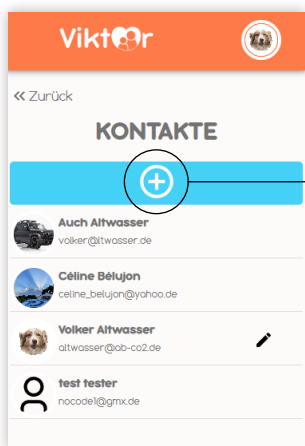 Viktor
« Zurück
KONTAKTE
Auch Altwasser
volker@ltwasser.de
Céline Bélujon
celine_belujon@yahoo.de
Volker Altwasser
altwasser@ab-co2.de
test tester
nocode1@gmx.de